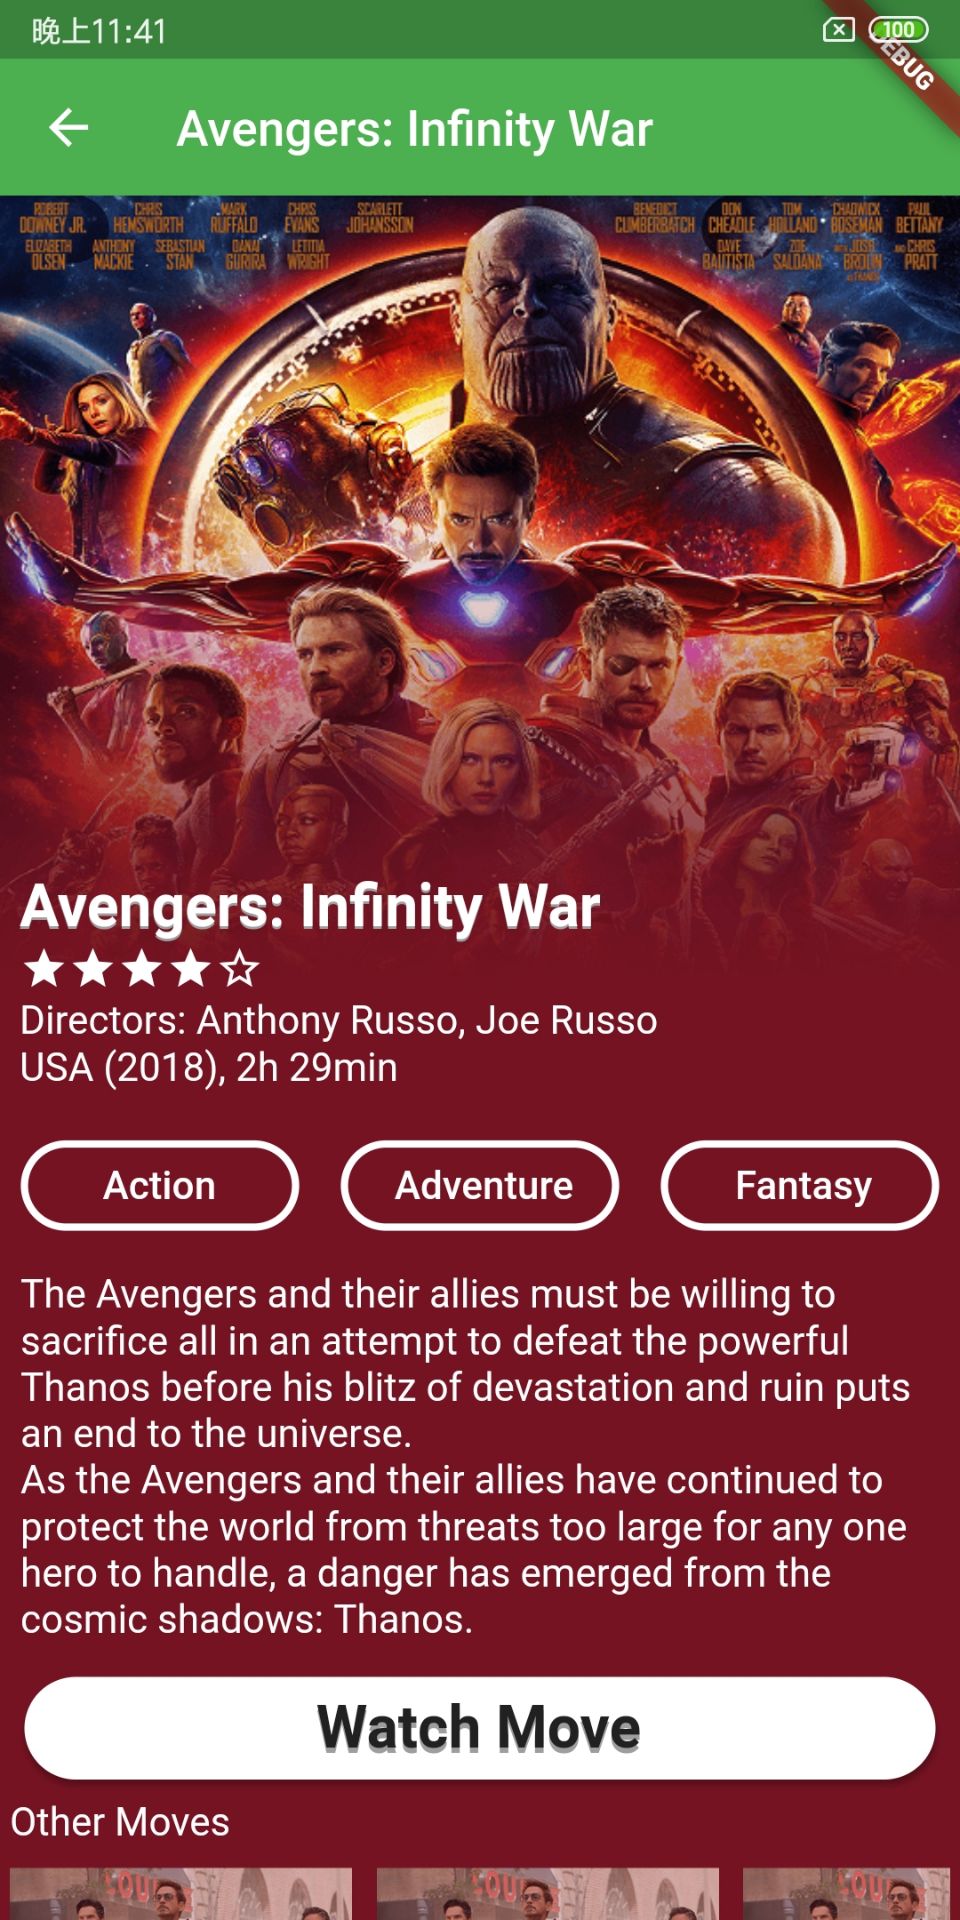 晚上11:41
100
DEBUG
Avengers: Infinity War
ROBERT DOWNEY JR.
CHRIS HEMSWORTH
MARK RUFFALO
CHRIS EVANS
SCARLETT JOHANSSON
BENEDICT CUMBERBATCH
DON CHEADLE
TOM HOLLAND
CHADWICK BOSEMAN
PAUL BETTANY
ELIZABETH OLSEN
ANTHONY MACKIE
SEBASTIAN STAN
DANAI GURIRA
LETITIA WRIGHT
DAVE BAUTISTA
ZOE SALDANA
WITH JOSH BROLIN AS THANOS
AND CHRIS PRATT
Avengers: Infinity War
Directors: Anthony Russo, Joe Russo
USA (2018), 2h 29min
Action
Adventure
Fantasy
The Avengers and their allies must be willing to
sacrifice all in an attempt to defeat the powerful
Thanos before his blitz of devastation and ruin puts
an end to the universe.
As the Avengers and their allies have continued to
protect the world from threats too large for any one
hero to handle, a danger has emerged from the
cosmic shadows: Thanos.
Watch Move
Other Moves